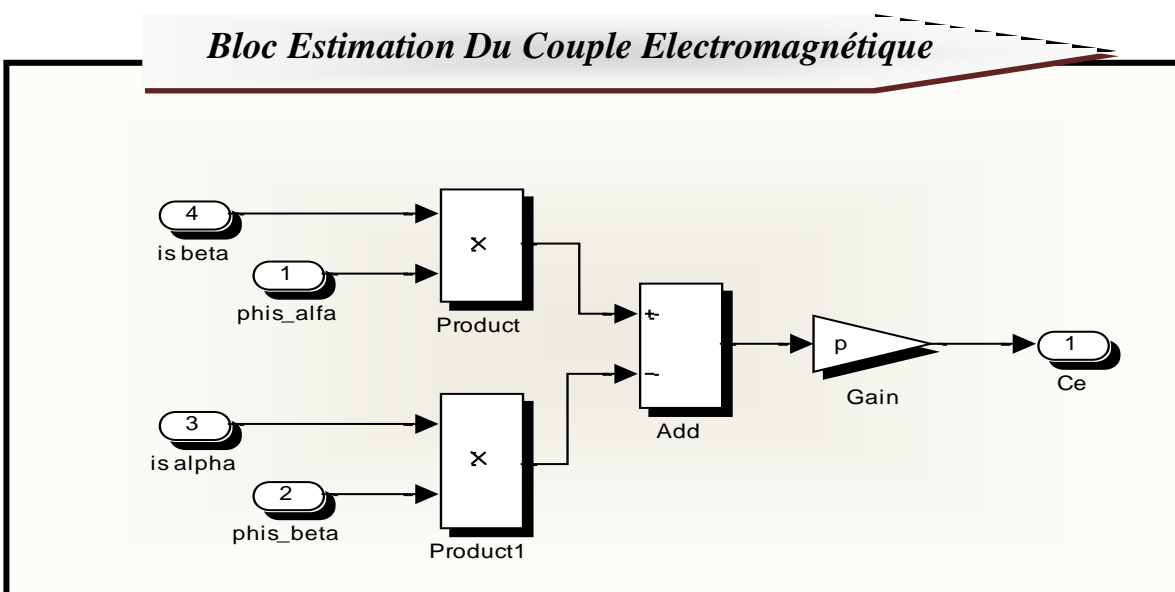 Bloc Estimation Du Couple Electromagnétique
4
is beta
1
phis_alfa
×
Product
+
−
Add
p
Gain
1
Ce
3
is alpha
2
phis_beta
×
Product1